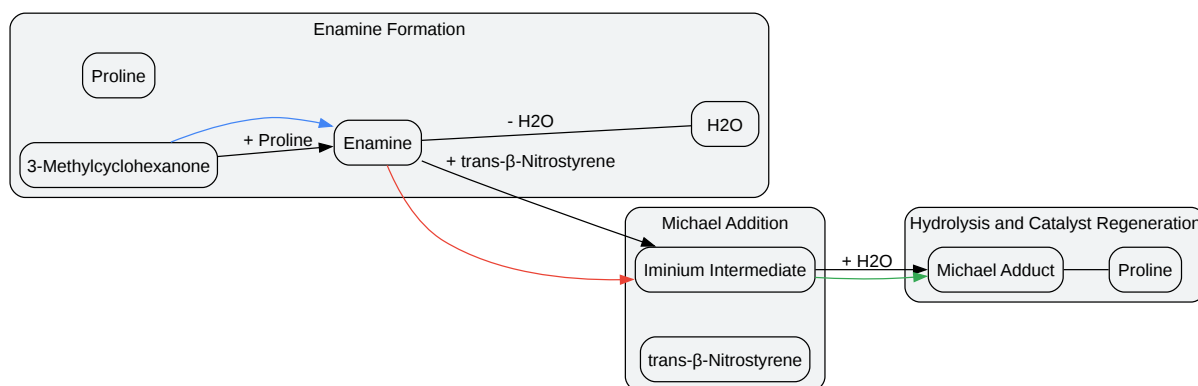 Enamine Formation
Proline
- H2O
H2O
+ Proline
Enamine
3-Methylcyclohexanone
+ trans-β-Nitrostyrene
Michael Addition
Hydrolysis and Catalyst Regeneration
+ H2O
Iminium Intermediate
Michael Adduct
Proline
trans-β-Nitrostyrene